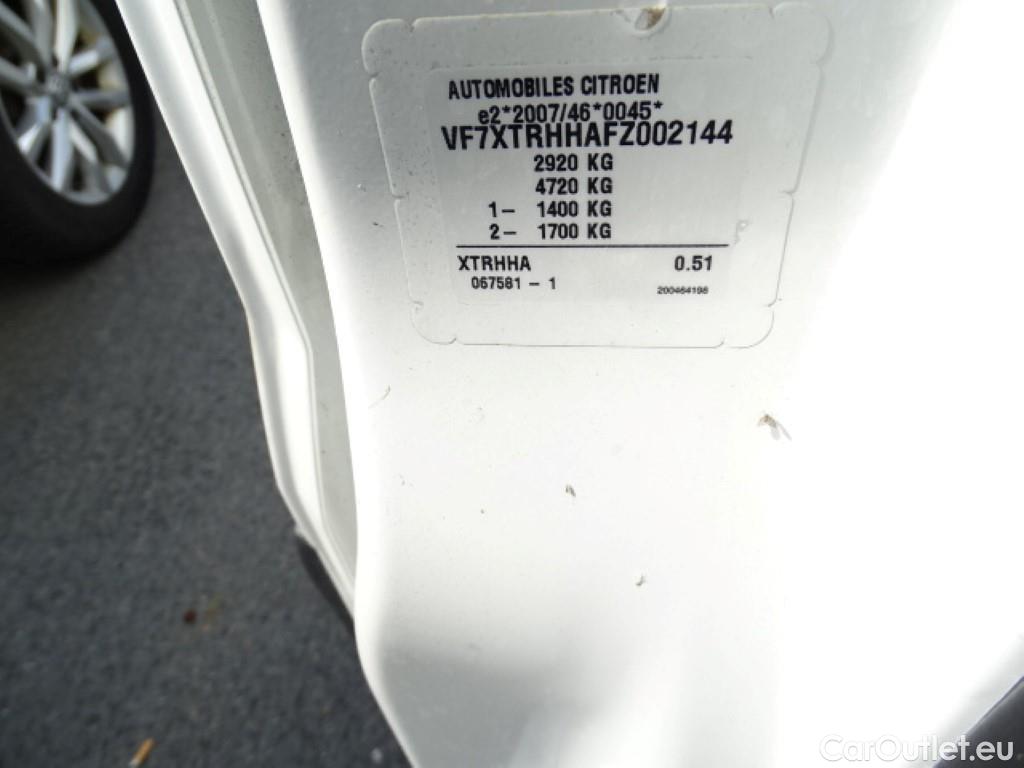 AUTOMOBILES CITROEN
e2*2007/46*0045*
VF7XTRHHAFZ002144
2920 KG
4720 KG
1- 1400 KG
2- 1700 KG
XTRHHA 0.51
067581 - 1 200464198
CarOutlet.eu